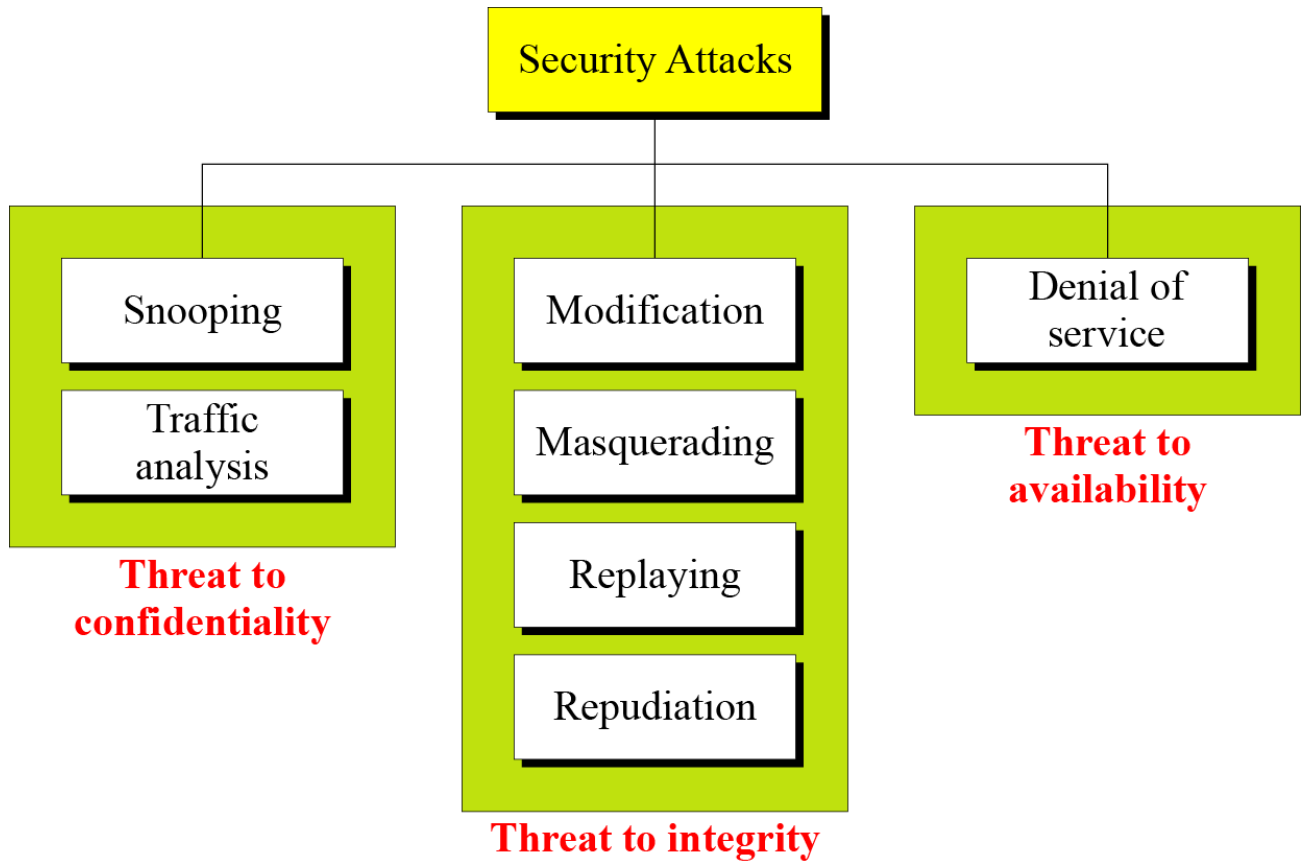 Security Attacks
Snooping
Traffic
analysis
Threat to
confidentiality
Modification
Masquerading
Replaying
Repudiation
Threat to integrity
Denial of
service
Threat to
availability